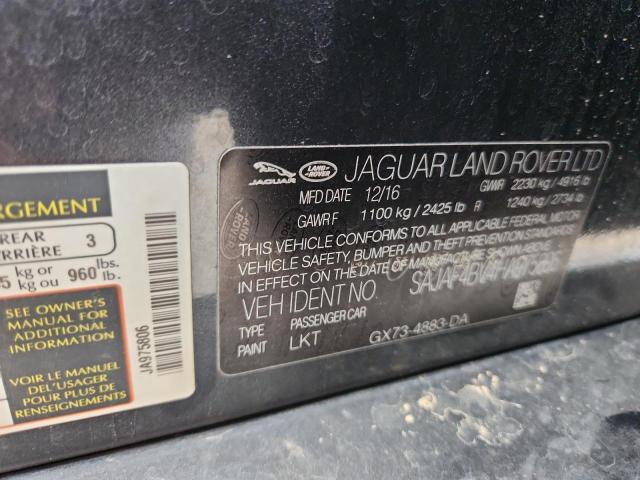 RGEMENT
REAR
ERRIÈRE 3
5 kg or kg ou 960 lbs. lb.
SEE OWNER'S
MANUAL FOR
ADDITIONAL
INFORMATION
VOIR LE MANUEL
DEL'USAGER
POUR PLUS DE
RENSEIGNEMENTS
JA975806
JAGUAR LAND ROVER JAGUAR LAND ROVER LTD
MFD DATE 12/16 GVWR 2230 kg / 4916 lb
GAWR F 1100 kg / 2425 lb R 1240 kg / 2734 lb
THIS VEHICLE CONFORMS TO ALL APPLICABLE FEDERAL MOTOR
VEHICLE SAFETY, BUMPER AND THEFT PREVENTION STANDARDS
IN EFFECT ON THE DATE OF MANUFACTURE SHOWN ABOVE
VEH IDENT NO.
TYPE PASSENGER CAR
PAINT LKT GX73-4883-DA